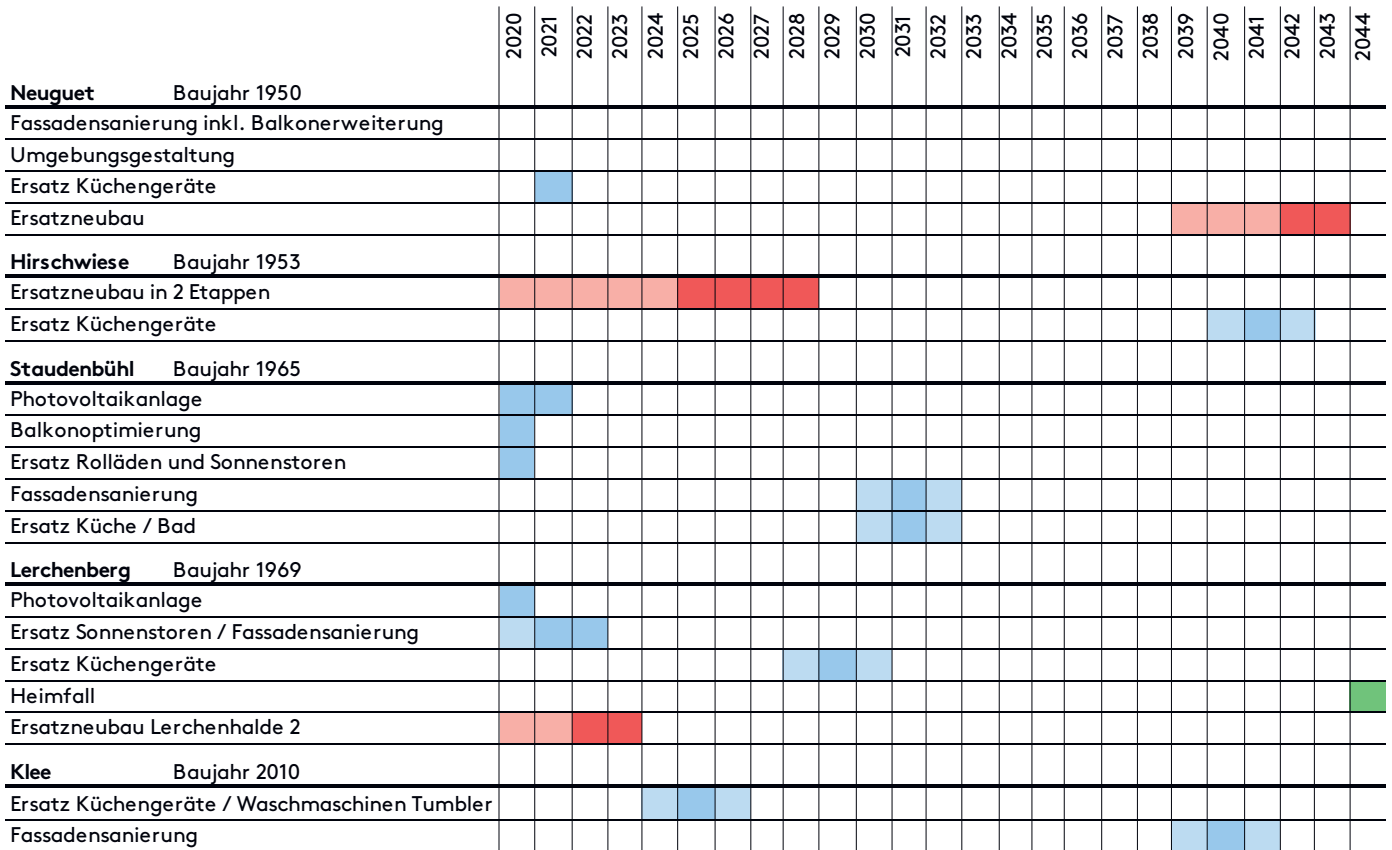 2020 2021 2022 2023 2024 2025 2026 2027 2028 2029 2030 2031 2032 2033 2034 2035 2036 2037 2038 2039 2040 2041 2042 2043 2044
Neuguet Baujahr 1950
Fassadensanierung inkl. Balkonerweiterung
Umgebungsgestaltung
Ersatz Küchengeräte
Ersatzneubau
Hirschwiese Baujahr 1953
Ersatzneubau in 2 Etappen
Ersatz Küchengeräte
Staudenbühl Baujahr 1965
Photovoltaikanlage
Balkonoptimierung
Ersatz Rolläden und Sonnenstoren
Fassadensanierung
Ersatz Küche / Bad
Lerchenberg Baujahr 1969
Photovoltaikanlage
Ersatz Sonnenstoren / Fassadensanierung
Ersatz Küchengeräte
Heimfall
Ersatzneubau Lerchenhalde 2
Klee Baujahr 2010
Ersatz Küchengeräte / Waschmaschinen Tumbler
Fassadensanierung